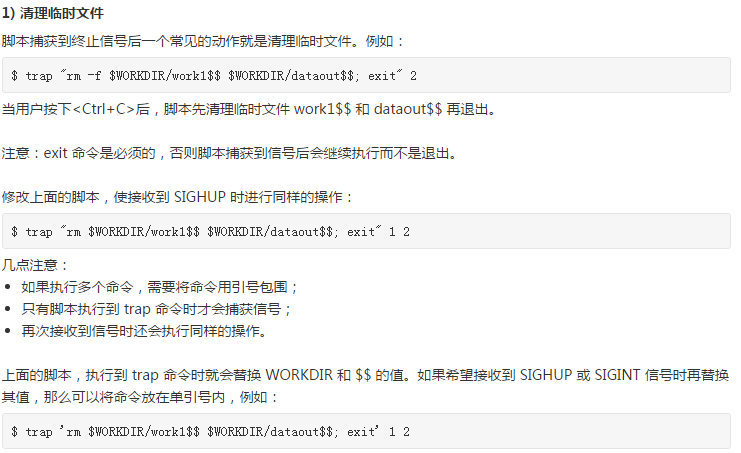 1) 清理临时文件
脚本捕获到终止信号后一个常见的动作就是清理临时文件。例如：
$ trap "rm -f $WORKDIR/work1$$ $WORKDIR/dataout$$; exit" 2
当用户按下<Ctrl+C>后，脚本先清理临时文件 work1$$ 和 dataout$$ 再退出。
注意：exit 命令是必须的，否则脚本捕获到信号后会继续执行而不是退出。
修改上面的脚本，使接收到 SIGHUP 时进行同样的操作：
$ trap "rm $WORKDIR/work1$$ $WORKDIR/dataout$$; exit" 1 2
几点注意：
• 如果执行多个命令，需要将命令用引号包围；
• 只有脚本执行到 trap 命令时才会捕获信号；
• 再次接收到信号时还会执行同样的操作。
上面的脚本，执行到 trap 命令时就会替换 WORKDIR 和 $$ 的值。如果希望接收到 SIGHUP 或 SIGINT 信号时再替换
其值，那么可以将命令放在单引号内，例如：
$ trap 'rm $WORKDIR/work1$$ $WORKDIR/dataout$$; exit' 1 2